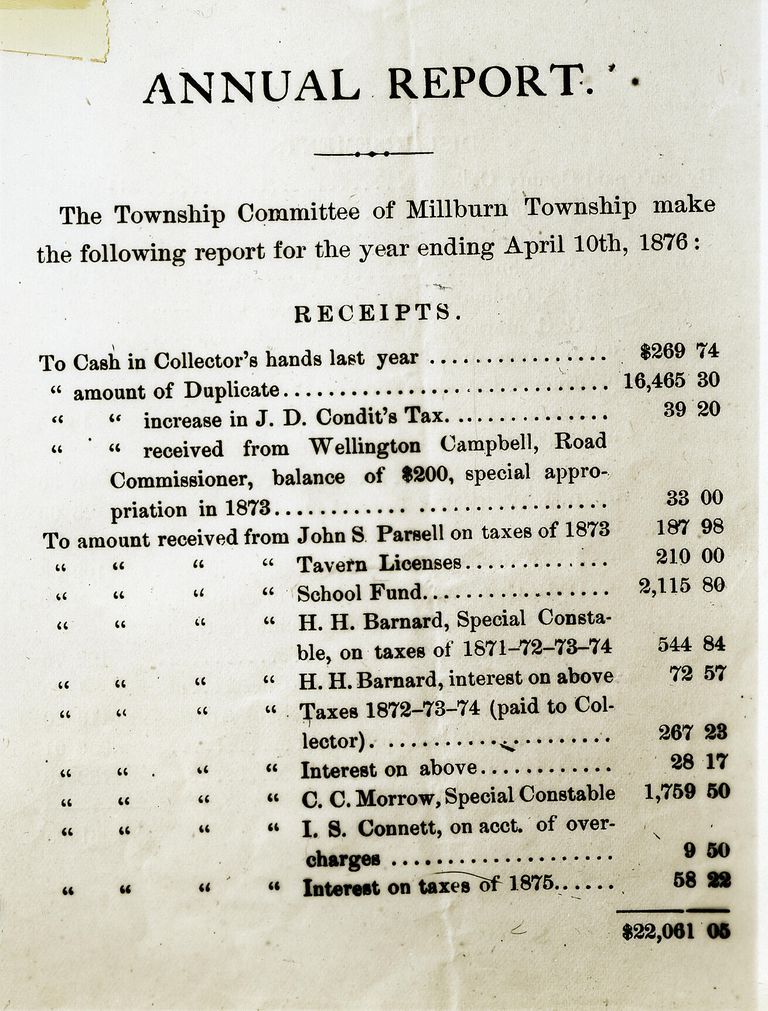 ANNUAL REPORT.
The Township Committee of Millburn Township make
the following report for the year ending April 10th, 1876:
RECEIPTS.
To Cash in Collector's hands last year ................ $269 74
“ amount of Duplicate.............................. 16,465 30
“ “ increase in J. D. Condit's Tax. .............. 39 20
“ “ received from Wellington Campbell, Road
Commissioner, balance of $200, special appro-
priation in 1873............ ................. 33 00
To amount received from John S. Parsell on taxes of 1873 187 98
“ “ “ “ Tavern Licenses............. 210 00
“ “ “ “ School Fund................. 2,115 80
“ “ “ “ H. H. Barnard, Special Consta-
ble, on taxes of 1871–72–73–74 544 84
“ “ “ “ H. H. Barnard, interest on above 72 57
“ “ “ “ Taxes 1872–73–74 (paid to Col-
lector). ..................... 267 23
“ “ “ “ Interest on above............ 28 17
“ “ “ “ C. C. Morrow, Special Constable 1,759 50
“ “ “ “ I. S. Connett, on acct. of over-
charges .................... 9 50
“ “ “ “ Interest on taxes of 1875...... 58 22
$22,061 05